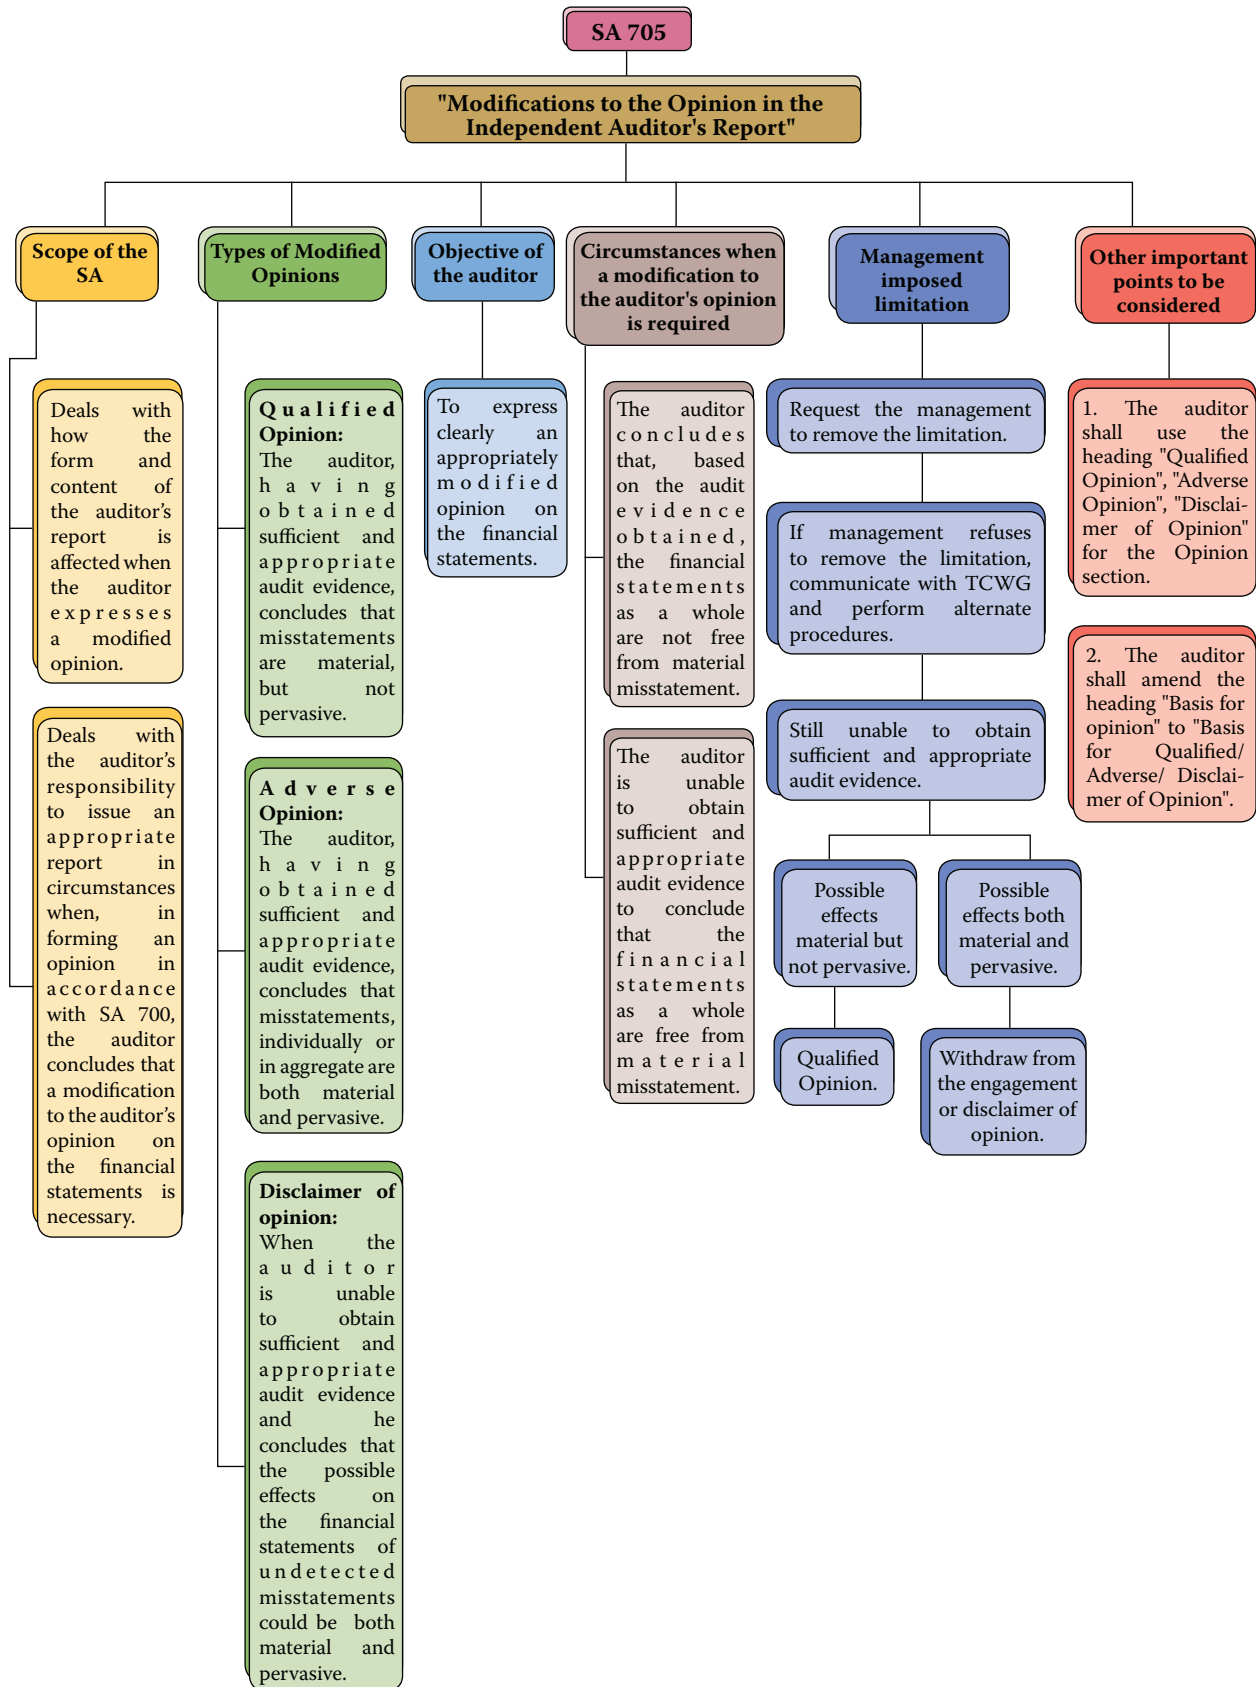 SA 705
"Modifications to the Opinion in the
Independent Auditor's Report"
Scope of the
SA
Deals with
how the
form and
content of
the auditor's
report is
affected when
the auditor
expresses
a modified
opinion.
Deals with
the auditor's
responsibility
to issue an
appropriate
report in
circumstances
when, in
forming an
opinion in
accordance
with SA 700,
the auditor
concludes that
a modification
to the auditor's
opinion on
the financial
statements is
necessary.
Types of Modified
Opinions
Qualified
Opinion:
The auditor,
having
obtained
sufficient and
appropriate
audit evidence,
concludes that
misstatements
are material,
but not
pervasive.
Adverse
Opinion:
The auditor,
having
obtained
sufficient and
appropriate
audit evidence,
concludes that
misstatements,
individually or
in aggregate are
both material
and pervasive.
Disclaimer of
opinion:
When the
auditor
is unable
to obtain
sufficient and
appropriate
audit evidence
and he
concludes that
the possible
effects on
the financial
statements of
undetected
misstatements
could be both
material and
pervasive.
Objective of
the auditor
To express
clearly an
appropriately
modified
opinion on
the financial
statements.
Circumstances when
a modification to
the auditor's opinion
is required
The auditor
concludes
that, based
on the audit
evidence
obtained,
the financial
statements
as a whole
are not free
from material
misstatement.
The auditor
is unable
to obtain
sufficient and
appropriate
audit evidence
to conclude
that the
financial
statements
as a whole
are free from
material
misstatement.
Management
imposed
limitation
Request the management
to remove the limitation.
If management refuses
to remove the limitation,
communicate with TCWG
and perform alternate
procedures.
Still unable to obtain
sufficient and appropriate
audit evidence.
Possible
effects
material but
not pervasive.
Qualified
Opinion.
Possible
effects both
material and
pervasive.
Withdraw from
the engagement
or disclaimer of
opinion.
Other important
points to be
considered
1. The auditor
shall use the
heading "Qualified
Opinion", "Adverse
Opinion", "Disclai-
mer of Opinion"
for the Opinion
section.
2. The auditor
shall amend the
heading "Basis for
opinion" to "Basis
for Qualified/
Adverse/ Disclai-
mer of Opinion".